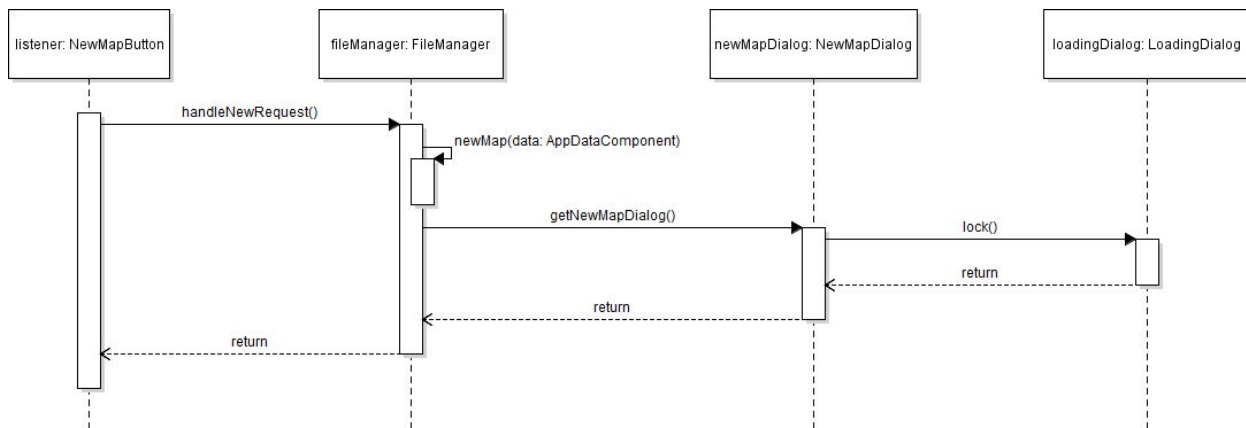 listener: NewMapButton
fileManager: FileManager
newMapDialog: NewMapDialog
loadingDialog: LoadingDialog
handleNewRequest()
newMap(data: AppDataComponent)
getNewMapDialog()
lock()
return
return
return